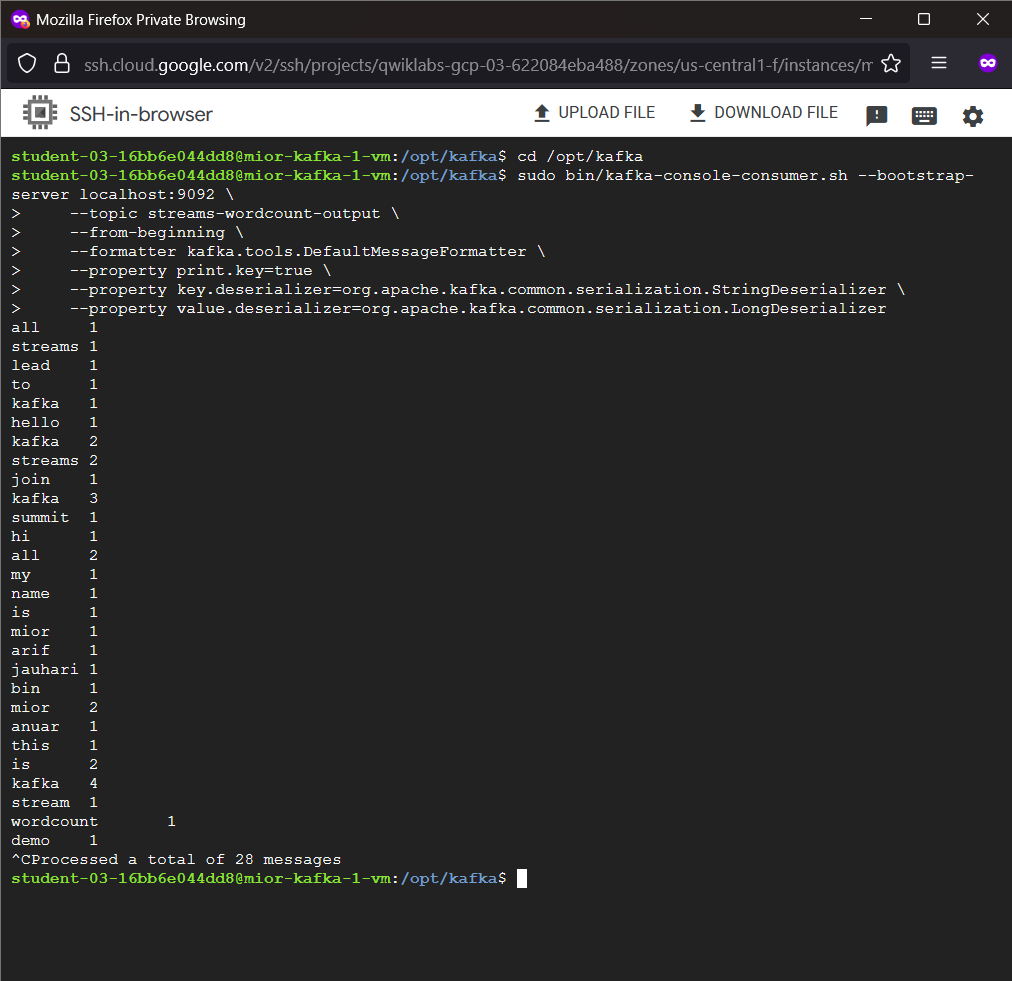 Mozilla Firefox Private Browsing
ssh.cloud.google.com/v2/ssh/projects/qwiklabs-gcp-03-622084eba488/zones/us-central1-f/instances/m
SSH-in-browser
UPLOAD FILE
DOWNLOAD FILE
student-03-16bb6e044dd8@mior-kafka-1-vm:/opt/kafka$ cd /opt/kafka
student-03-16bb6e044dd8@mior-kafka-1-vm:/opt/kafka$ sudo bin/kafka-console-consumer.sh --bootstrap-
server localhost:9092 \
>     --topic streams-wordcount-output \
>     --from-beginning \
>     --formatter kafka.tools.DefaultMessageFormatter \
>     --property print.key=true \
>     --property key.deserializer=org.apache.kafka.common.serialization.StringDeserializer \
>     --property value.deserializer=org.apache.kafka.common.serialization.LongDeserializer
all     1
streams 1
lead    1
to      1
kafka   1
hello   1
kafka   2
streams 2
join    1
kafka   3
summit  1
hi      1
all     2
my      1
name    1
is      1
mior    1
arif    1
jauhari 1
bin     1
mior    2
anuar   1
this    1
is      2
kafka   4
stream  1
wordcount       1
demo    1
^CProcessed a total of 28 messages
student-03-16bb6e044dd8@mior-kafka-1-vm:/opt/kafka$